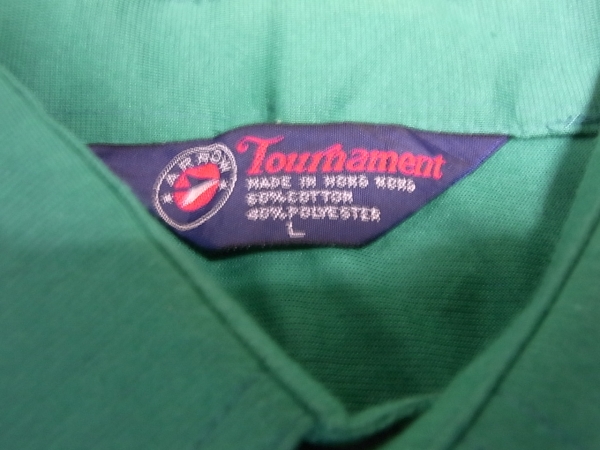 ARROW
Tournament
MADE IN HONG KONG
60% COTTON
40% POLYESTER
L